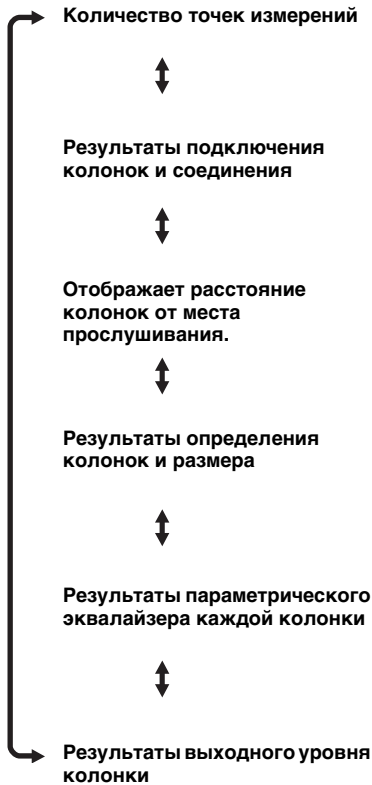 Количество точек измерений
Результаты подключения
колонок и соединения
Отображает расстояние
колонок от места
прослушивания.
Результаты определения
колонок и размера
Результаты параметрического
эквалайзера каждой колонки
Результаты выходного уровня
колонки